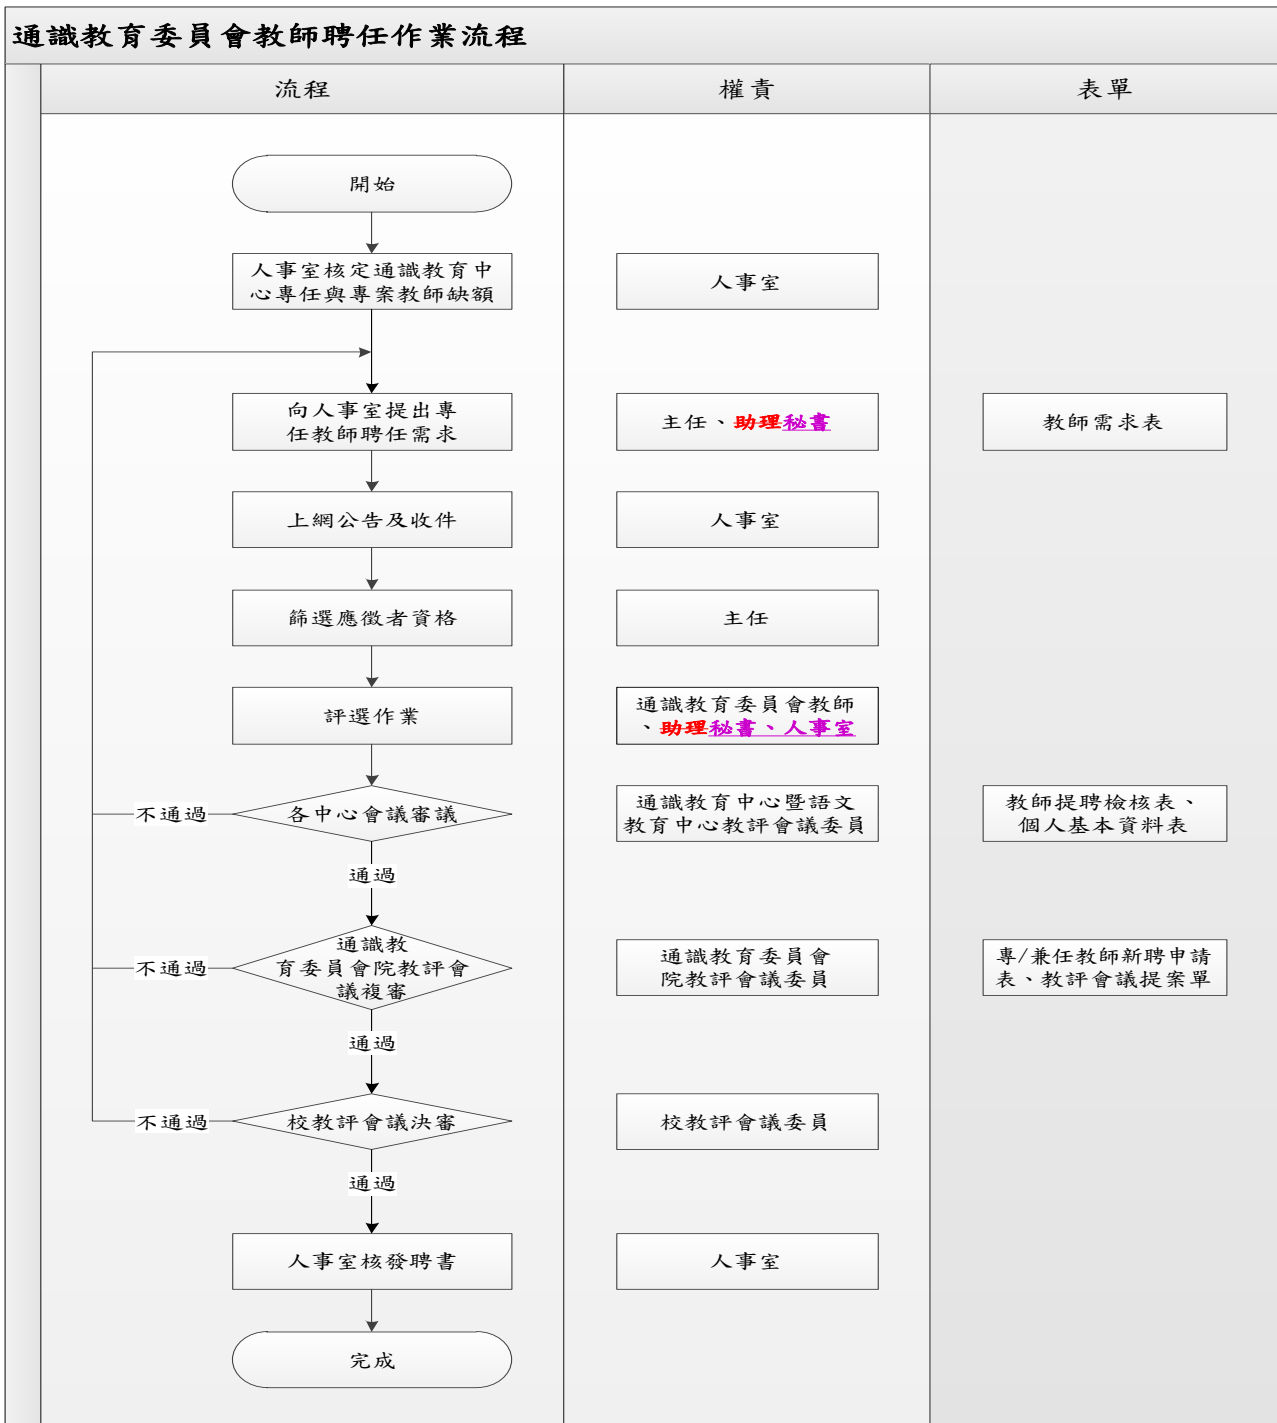 通識教育委員會教師聘任作業流程
流程
權責
表單
開始
人事室核定通識教育中
心專任與專案教師缺額
人事室
向人事室提出專
任教師聘任需求
主任、助理秘書
教師需求表
上網公告及收件
人事室
篩選應徵者資格
主任
評選作業
通識教育委員會教師
、助理秘書、人事室
不通過
各中心會議審議
通識教育中心暨語文
教育中心教評會議委員
教師提聘檢核表、
個人基本資料表
通過
不通過
通識教
育委員會院教評會
議複審
通識教育委員會
院教評會議委員
專/兼任教師新聘申請
表、教評會議提案單
通過
不通過
校教評會議決審
校教評會議委員
通過
人事室核發聘書
人事室
完成